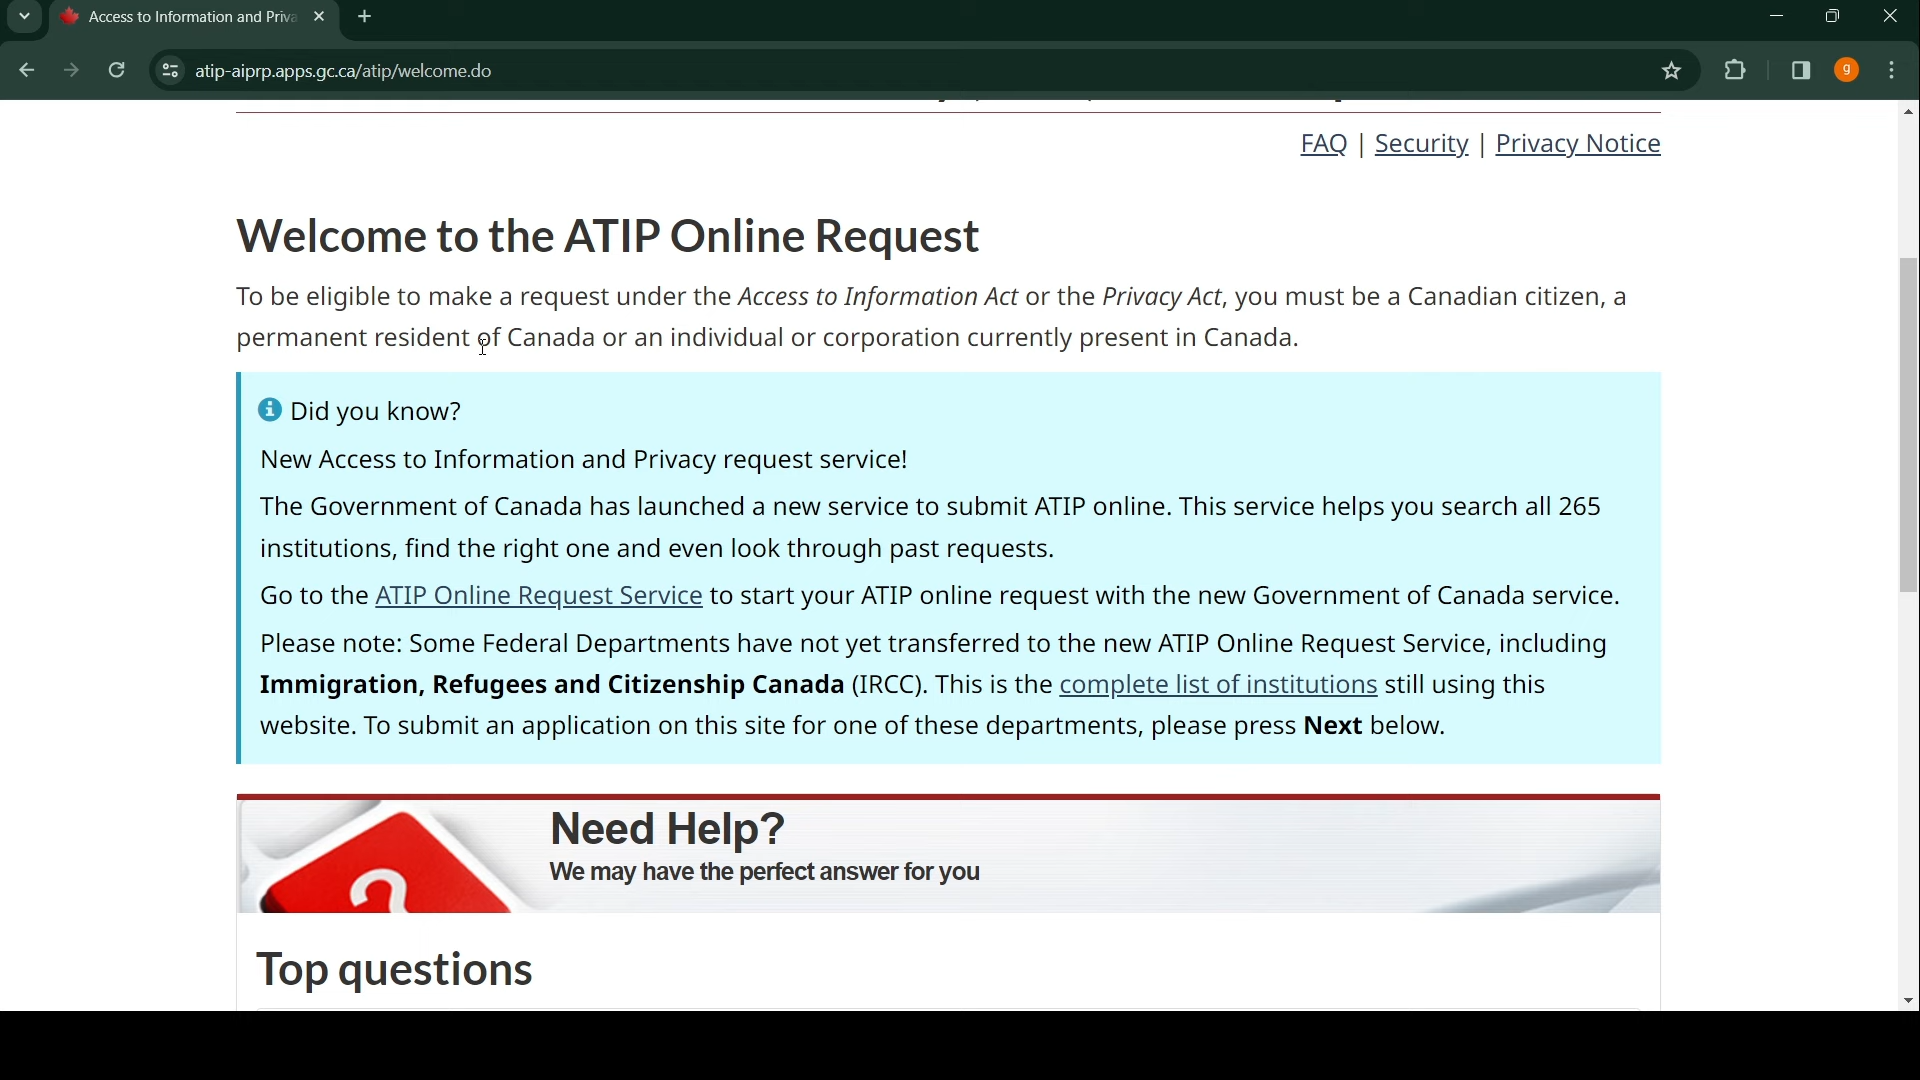 Access to Information and Priva
atip-aiprp.apps.gc.ca/atip/welcome.do
g
FAQ | Security | Privacy Notice
Welcome to the ATIP Online Request
To be eligible to make a request under the Access to Information Act or the Privacy Act, you must be a Canadian citizen, a
permanent resident of Canada or an individual or corporation currently present in Canada.
Did you know?
New Access to Information and Privacy request service!
The Government of Canada has launched a new service to submit ATIP online. This service helps you search all 265
institutions, find the right one and even look through past requests.
Go to the ATIP Online Request Service to start your ATIP online request with the new Government of Canada service.
Please note: Some Federal Departments have not yet transferred to the new ATIP Online Request Service, including
Immigration, Refugees and Citizenship Canada (IRCC). This is the complete list of institutions still using this
website. To submit an application on this site for one of these departments, please press Next below.
Need Help?
We may have the perfect answer for you
?
Top questions